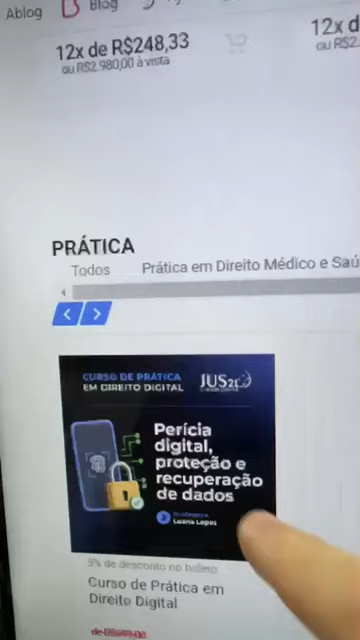 Ablog
Blog
12x de R$248,33
ou R$2.980,00 à vista
12x d
ou R$2.
PRÁTICA
Todos
Prática em Direito Médico e Saú
CURSO DE PRÁTICA
EM DIREITO DIGITAL
JUS21
Perícia
digital,
proteção e
recuperação
de dados
Luana Lopes
5% de desconto no boleto
Curso de Prática em
Direito Digital